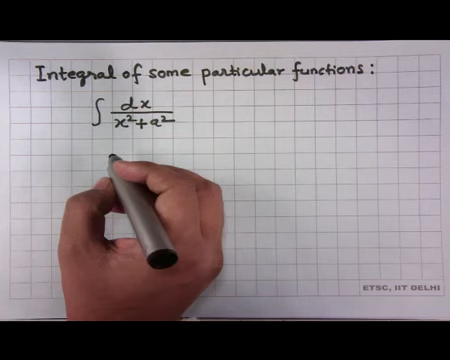 Integral of some particular functions :
∫ dx / x² + a²
ETSC, IIT DELHI